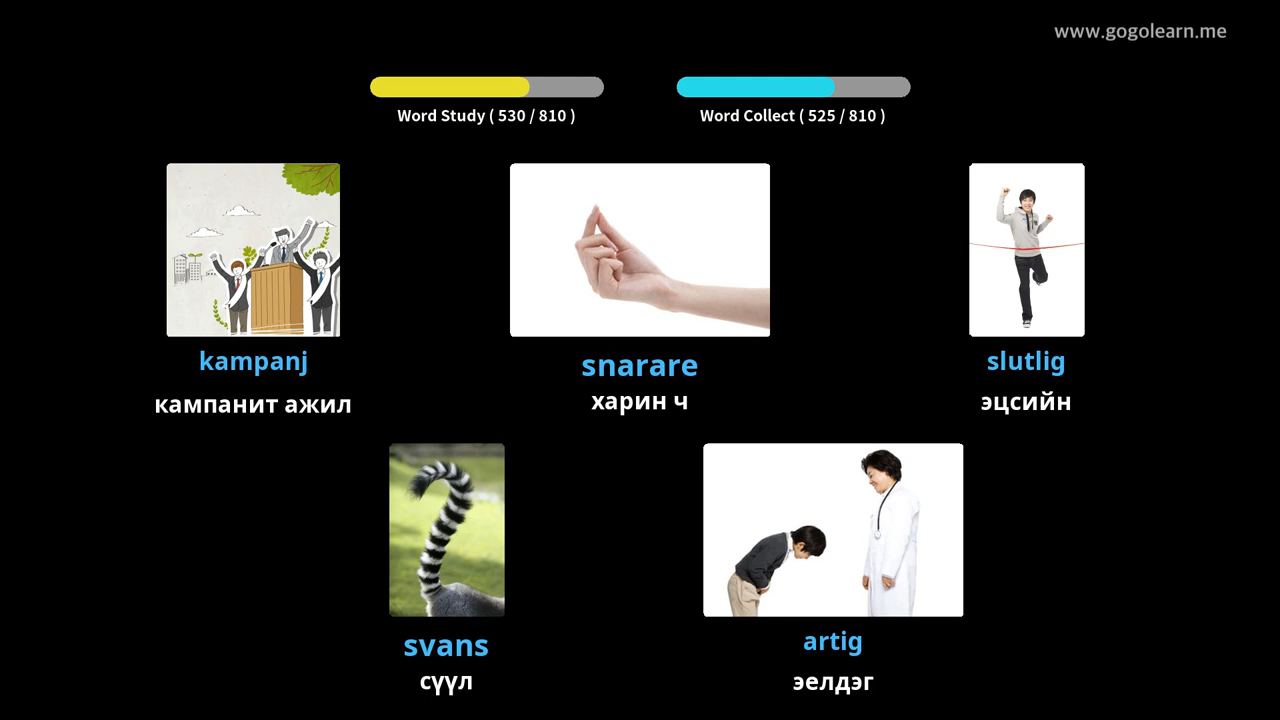 www.gogolearn.me
Word Study ( 530 / 810 )
Word Collect ( 525 / 810 )
kampanj
кампанит ажил
snarare
харин ч
slutlig
эцсийн
svans
сүүл
artig
эелдэг